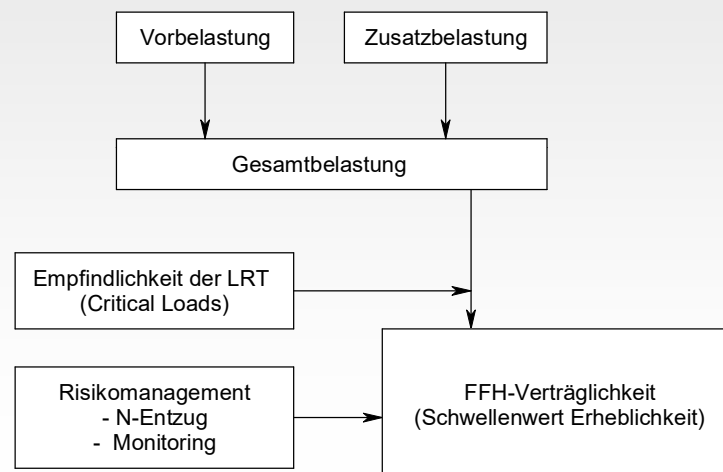 Vorbelastung
Zusatzbelastung
Gesamtbelastung
Empfindlichkeit der LRT
(Critical Loads)
Risikomanagement
- N-Entzug
- Monitoring
FFH-Verträglichkeit
(Schwellenwert Erheblichkeit)